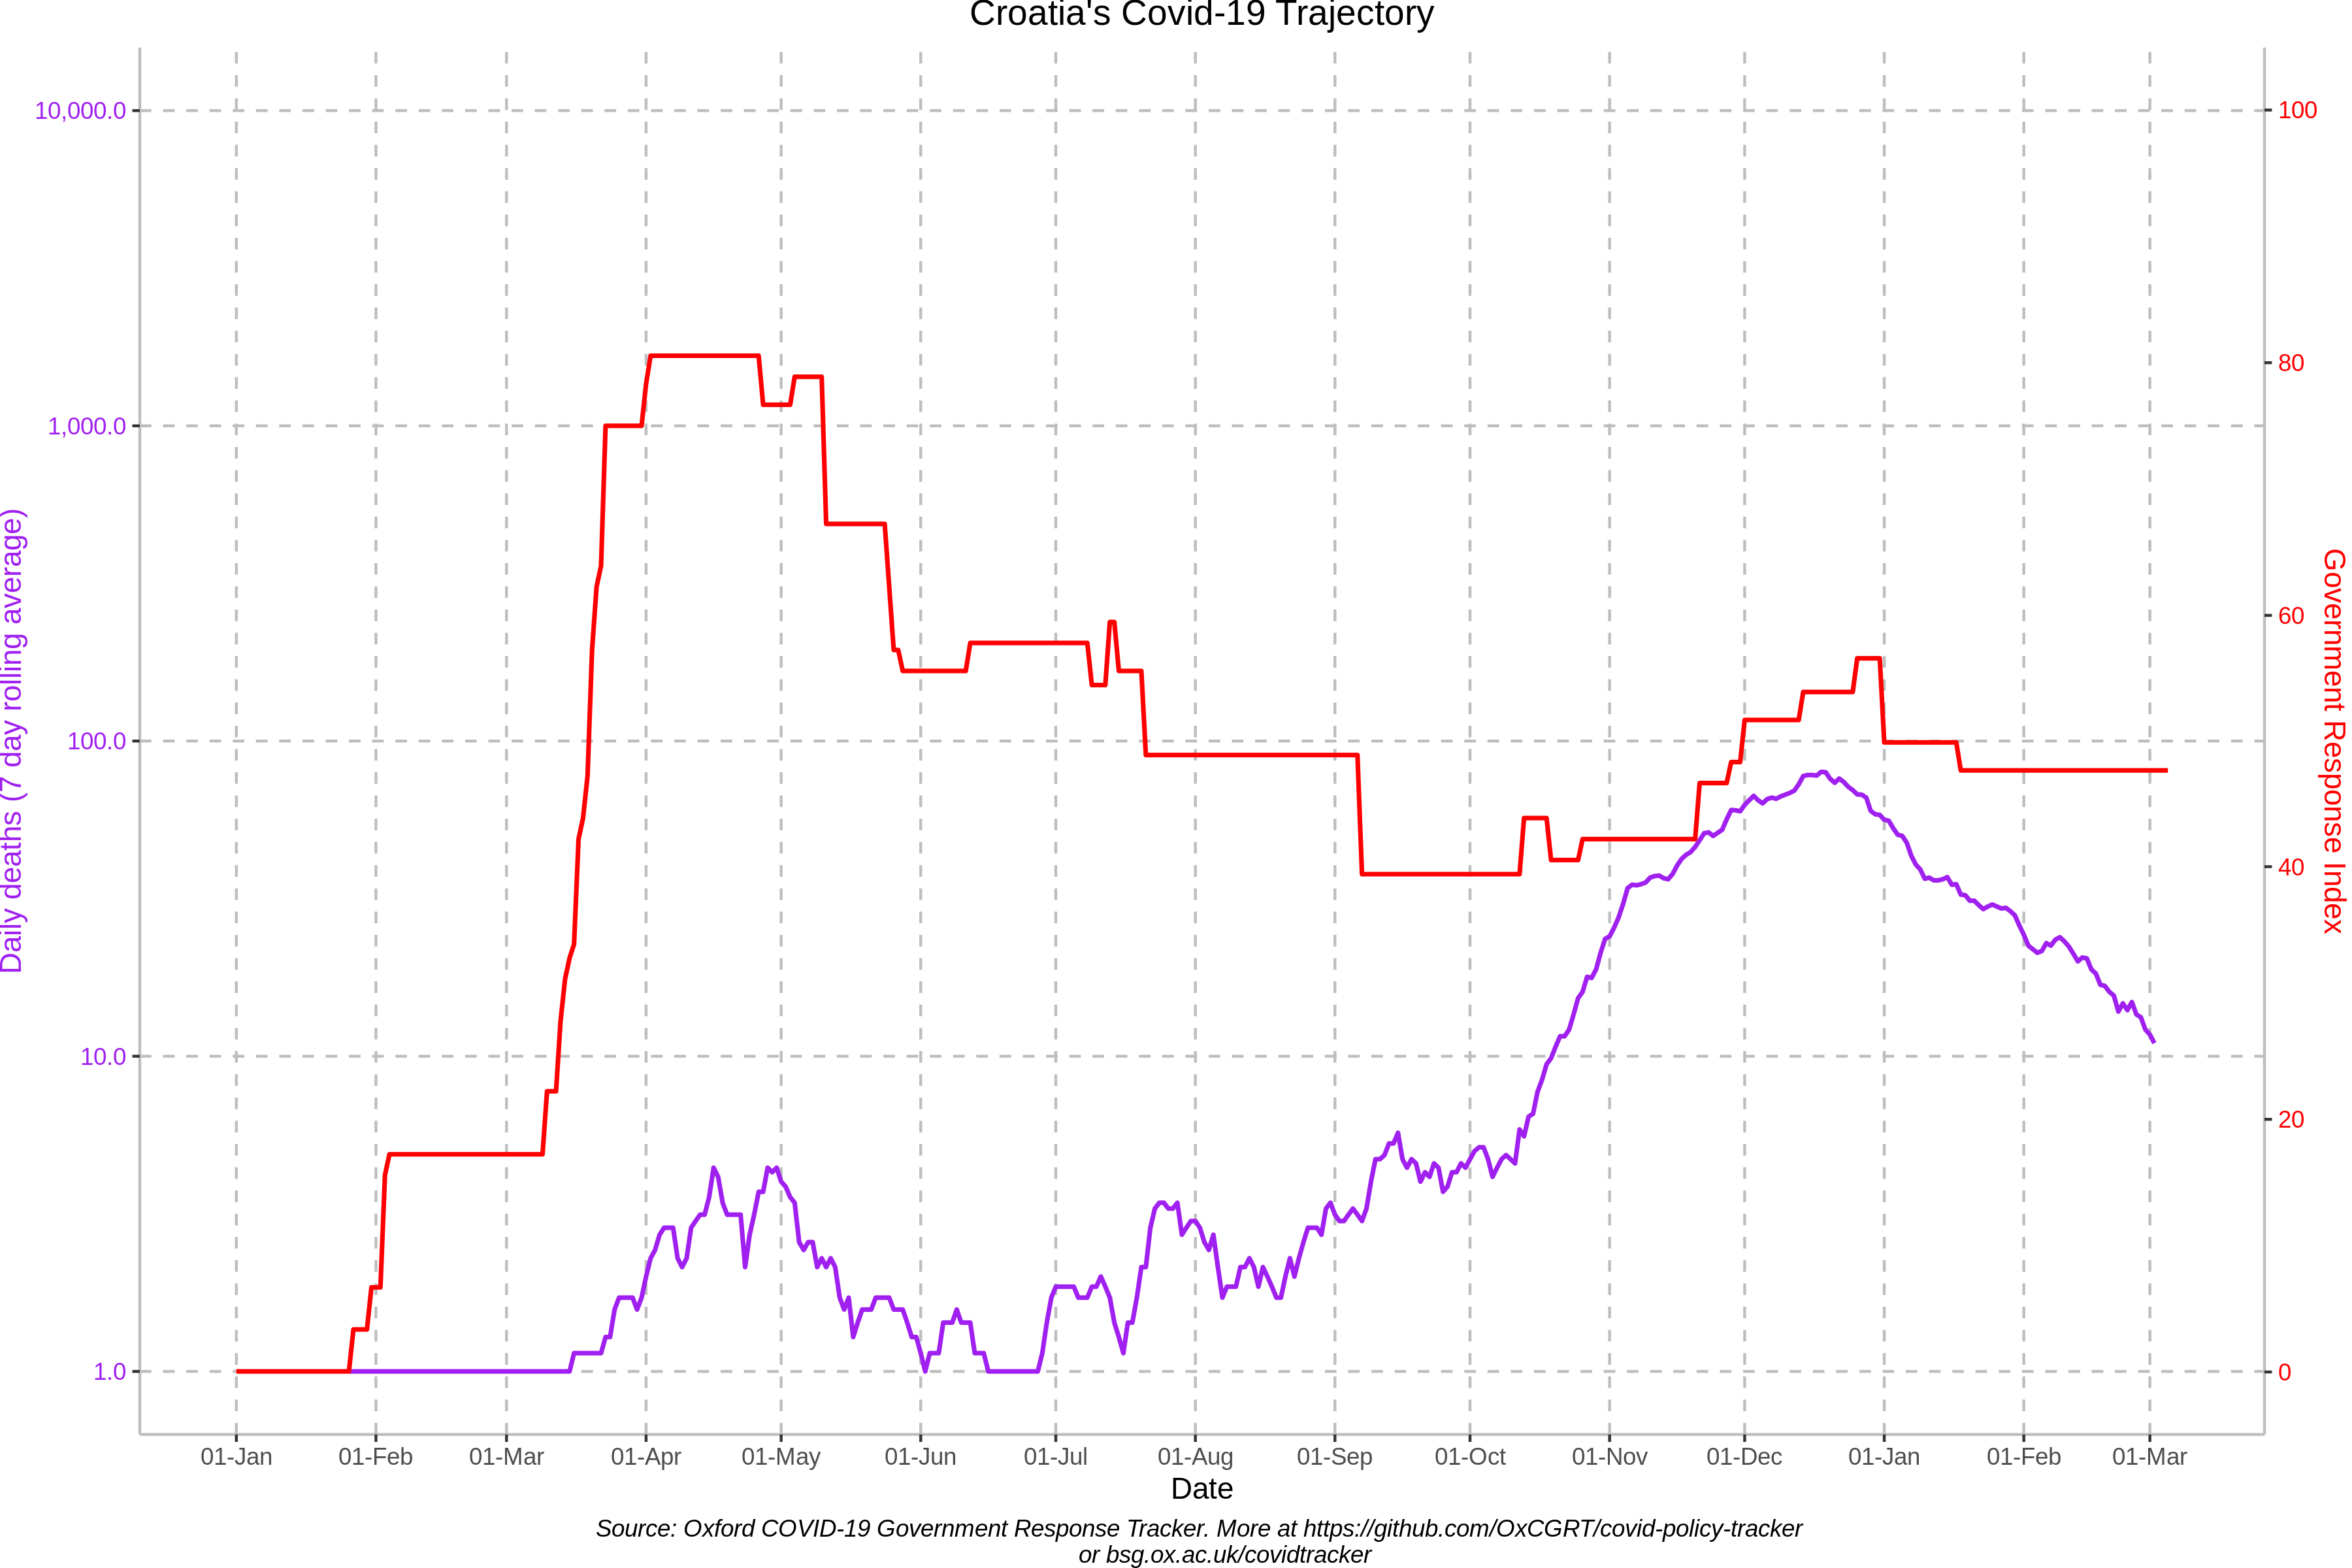 Croatia's Covid-19 Trajectory
10,000.0
1,000.0
100.0
10.0
1.0
Daily deaths (7 day rolling average)
100
80
60
40
20
0
Government Response Index
01-Jan 01-Feb 01-Mar 01-Apr 01-May 01-Jun 01-Jul 01-Aug 01-Sep 01-Oct 01-Nov 01-Dec 01-Jan 01-Feb 01-Mar
Date
Source: Oxford COVID-19 Government Response Tracker. More at https://github.com/OxCGRT/covid-policy-tracker
or bsg.ox.ac.uk/covidtracker